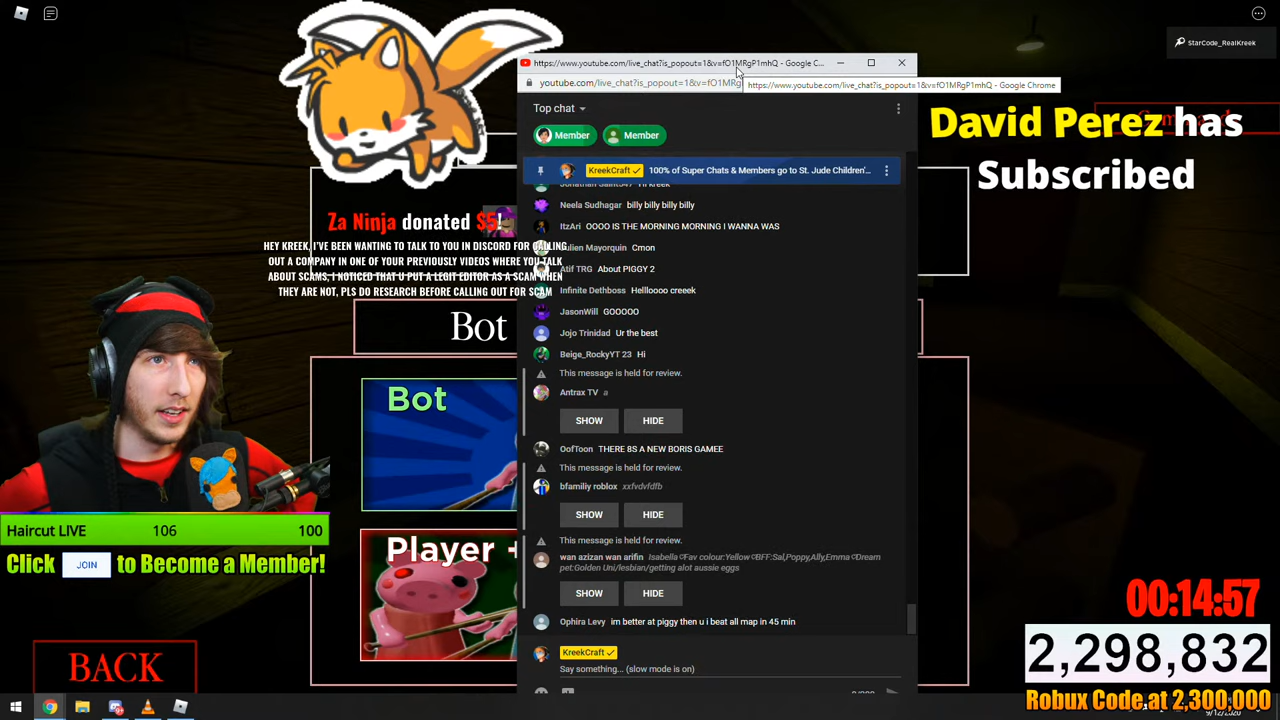 StarCode_RealKreek
https://www.youtube.com/live_chat?is_popout=1&v=fO1MRgP1mhQ - Google C...
youtube.com/live_chat?is_popout=1&v=fO1MRg
https://www.youtube.com/live_chat?is_popout=1&v=fO1MRgP1mhQ - Google Chrome
Top chat
Member Member
David Perez has
Subscribed
KreekCraft 100% of Super Chats & Members go to St. Jude Children'...
Neela Sudhagar billy billy billy billy
ItzAri OOOO IS THE MORNING MORNING I WANNA WAS
ulien Mayorquin Cmon
Atif TRG About PIGGY 2
Infinite Dethboss Hellloooo creeek
JasonWill GOOOOO
Jojo Trinidad Ur the best
Beige_RockyYT 23 Hi
This message is held for review.
Antrax TV a
SHOW HIDE
OofToon THERE 8S A NEW BORIS GAMEE
This message is held for review.
bfamiliy roblox xxfvdvfdfb
SHOW HIDE
This message is held for review.
wan azizan wan arifin Isabella♡Fav colour:Yellow♡BFF:Sal,Poppy,Ally,Emma♡Dream
pet:Golden Uni/lesbian/getting alot aussie eggs
SHOW HIDE
Ophira Levy im better at piggy then u i beat all map in 45 min
KreekCraft
Say something... (slow mode is on)
Za Ninja donated $5!
HEY KREEK, I'VE BEEN WANTING TO TALK TO YOU IN DISCORD FOR CALLING
OUT A COMPANY IN ONE OF YOUR PREVIOUSLY VIDEOS WHERE YOU TALK
ABOUT SCAMS, I NOTICED THAT U PUT A LEGIT EDITOR AS A SCAM WHEN
THEY ARE NOT, PLS DO RESEARCH BEFORE CALLING OUT FOR SCAM
Bot
Bot
Player +
Haircut LIVE 106 100
Click JOIN to Become a Member!
BACK
00:14:57
2,298,832
Robux Code at 2,300,000
9/12/2020